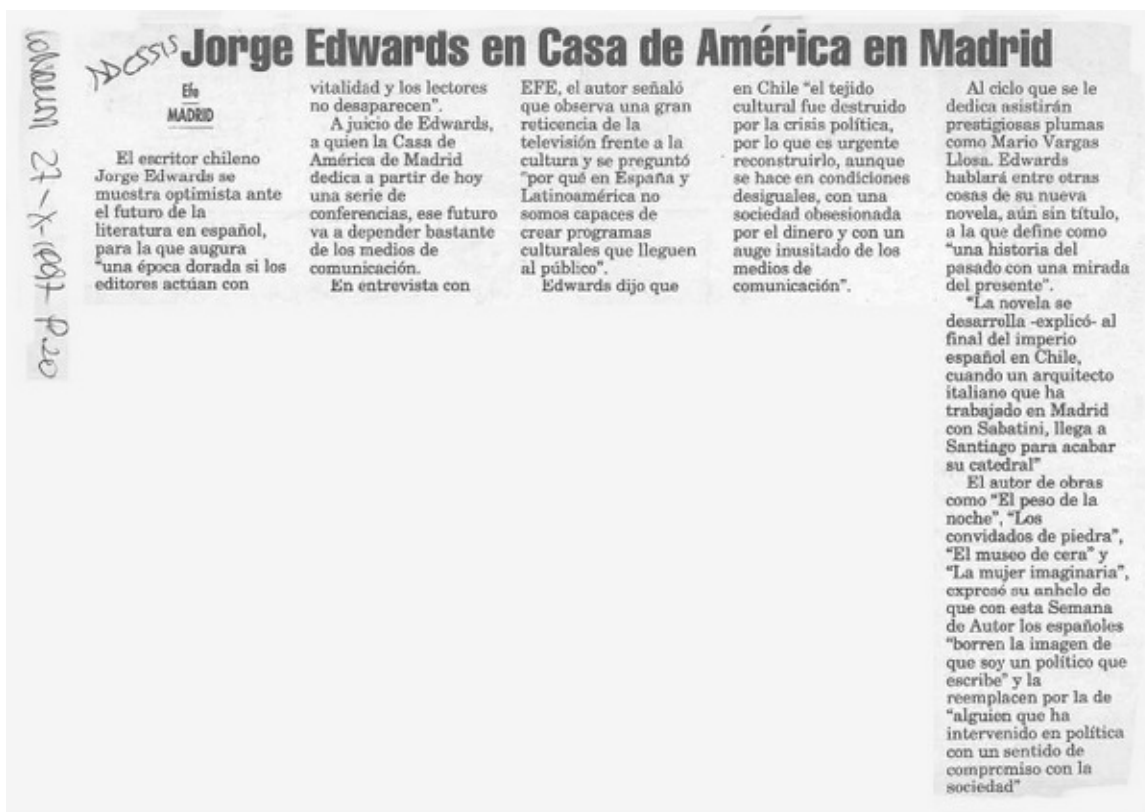 Jorge Edwards en Casa de América en Madrid
Efe
MADRID
El escritor chileno
Jorge Edwards se
muestra optimista ante
el futuro de la
literatura en español,
para la que augura
"una época dorada si los
editores actúan con
vitalidad y los lectores
no desaparecen".
A juicio de Edwards,
a quien la Casa de
América de Madrid
dedica a partir de hoy
una serie de
conferencias, ese futuro
va a depender bastante
de los medios de
comunicación.
En entrevista con
EFE, el autor señaló
que observa una gran
reticencia de la
televisión frente a la
cultura y se preguntó
"por qué en España y
Latinoamérica no
somos capaces de
crear programas
culturales que lleguen
al público".
Edwards dijo que
en Chile "el tejido
cultural fue destruido
por la crisis política,
por lo que es urgente
reconstruirlo, aunque
se hace en condiciones
desiguales, con una
sociedad obsesionada
por el dinero y con un
auge inusitado de los
medios de
comunicación".
Al ciclo que se le
dedica asistirán
prestigiosas plumas
como Mario Vargas
Llosa. Edwards
hablará entre otras
cosas de su nueva
novela, aún sin título,
a la que define como
"una historia del
pasado con una mirada
del presente".
"La novela se
desarrolla -explicó- al
final del imperio
español en Chile,
cuando un arquitecto
italiano que ha
trabajado en Madrid
con Sabatini, llega a
Santiago para acabar
su catedral"
El autor de obras
como "El peso de la
noche", "Los
convidados de piedra",
"El museo de cera" y
"La mujer imaginaria",
expresó su anhelo de
que con esta Semana
de Autor los españoles
"borren la imagen de
que soy un político que
escribe" y la
reemplacen por la de
"alguien que ha
intervenido en política
con un sentido de
compromiso con la
sociedad"
27-X-1997 P.20